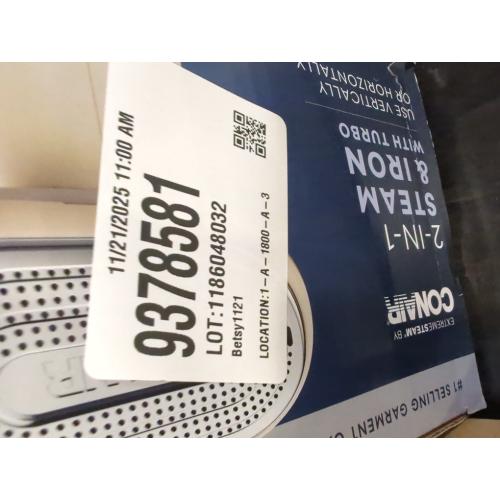 11/21/2025 11:00 AM
9378581
LOT:1186048032
Betsy1121
LOCATION:1-A-1800-A-3
#1 SELLING GARMENT
EXTREMESTEAM® BY
CONAIR
2-IN-1
STEAM
& IRON
WITH TURBO
USE VERTICALLY
OR HORIZONTALLY